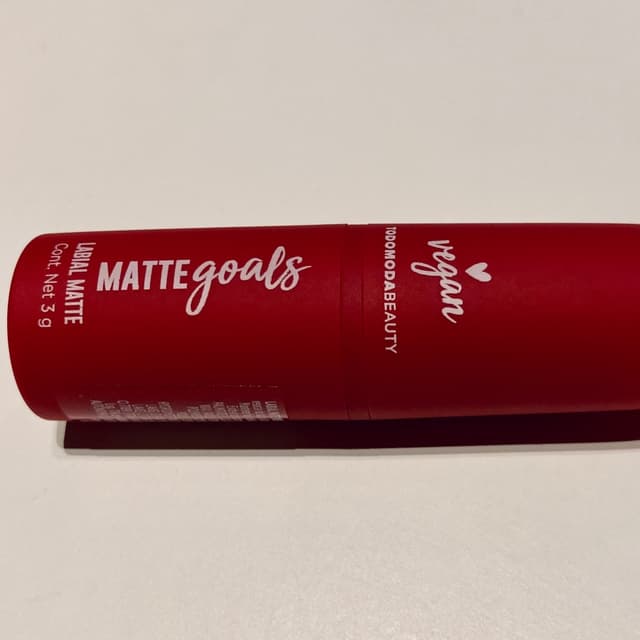 MATTE goals
LABIAL MATTE
Cont. Net 3 g
vegan
TODOMODABEAUTY